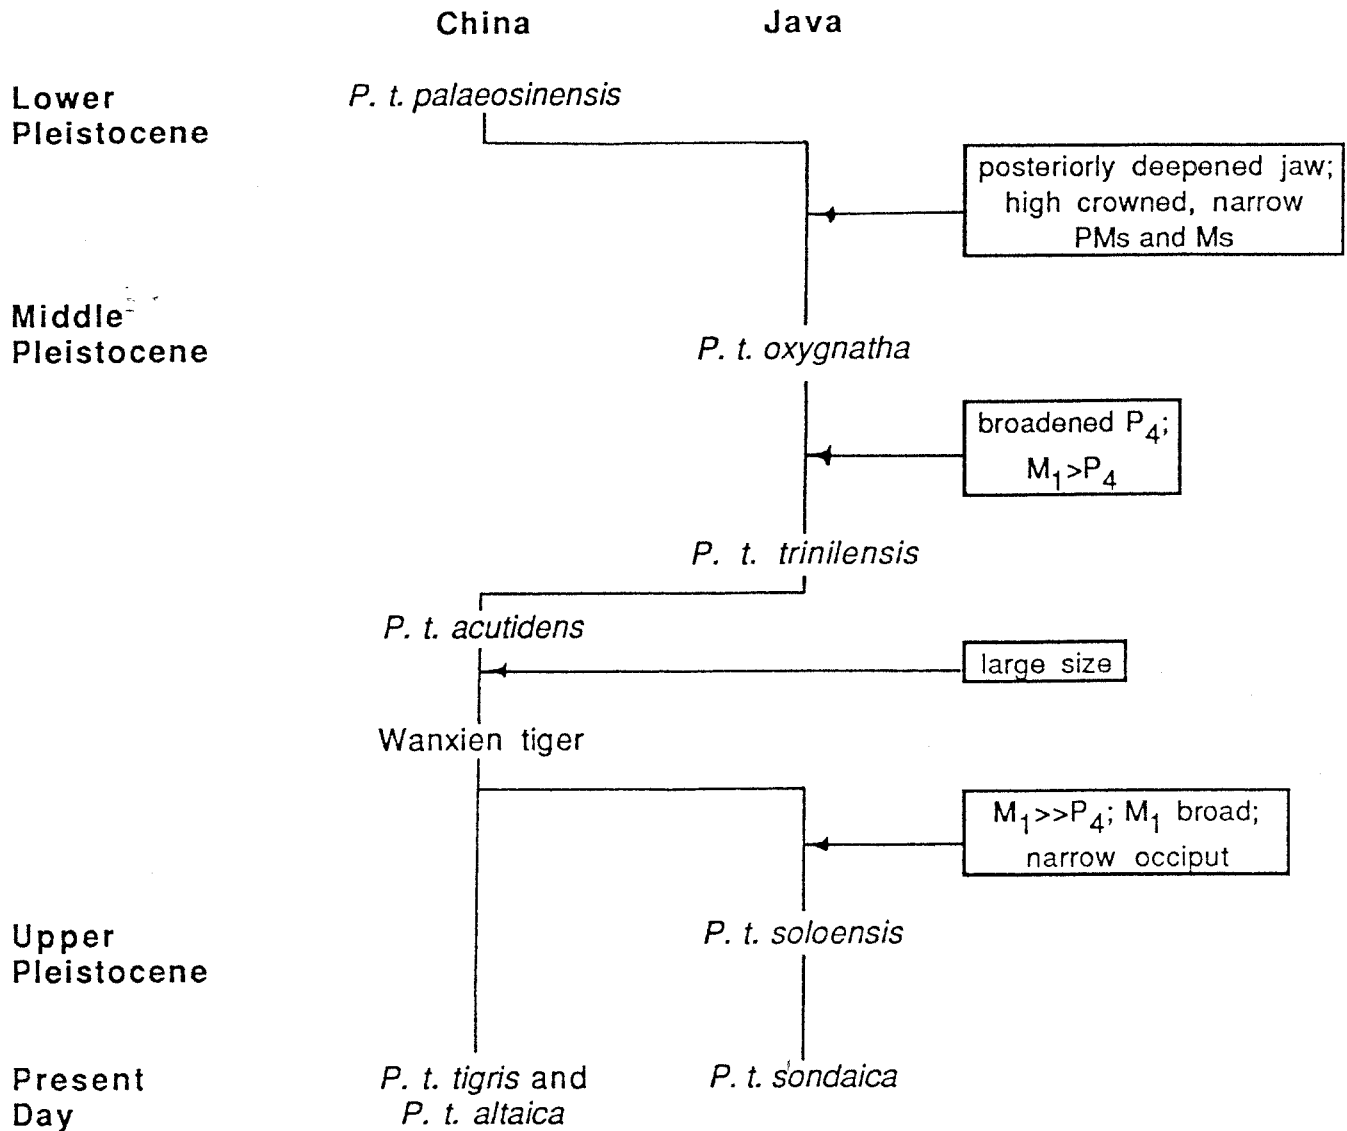 China Java
Lower
Pleistocene
P. t. palaeosinensis
posteriorly deepened jaw;
high crowned, narrow
PMs and Ms
Middle
Pleistocene
P. t. oxygnatha
broadened P4;
M1>P4
P. t. trinilensis
P. t. acutidens
large size
Wanxien tiger
M1>>P4; M1 broad;
narrow occiput
Upper
Pleistocene
P. t. soloensis
Present
Day
P. t. tigris and
P. t. altaica
P. t. sondaica